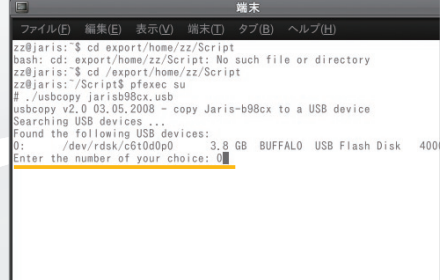 端末
ファイル(F) 編集(E) 表示(V) 端末(T) タブ(B) ヘルプ(H)
zz@jaris:~$ cd export/home/zz/Script
bash: cd: export/home/zz/Script: No such file or directory
zz@jaris:~$ cd /export/home/zz/Script
zz@jaris:~/Script$ pfexec su
# ./usbcopy jarisb98cx.usb
usbcopy v2.0 03.05.2008 - copy Jaris-b98cx to a USB device
Searching USB devices ...
Found the following USB devices:
0: /dev/rdsk/c6t0d0p0 3.8 GB BUFFALO USB Flash Disk 400
Enter the number of your choice: 0